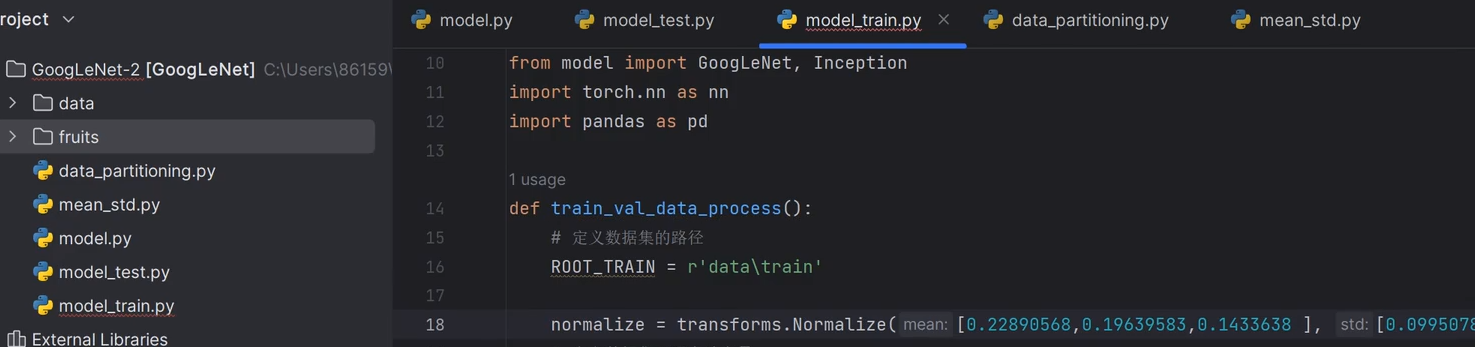 roject
GoogLeNet-2 [GoogLeNet] C:\Users\86159\
data
fruits
data_partitioning.py
mean_std.py
model.py
model_test.py
model_train.py
External Libraries
model.py model_test.py model_train.py data_partitioning.py mean_std.py
10 from model import GoogLeNet, Inception
11 import torch.nn as nn
12 import pandas as pd
13
1 usage
14 def train_val_data_process():
15 # 定义数据集的路径
16 ROOT_TRAIN = r'data\train'
17
18 normalize = transforms.Normalize( mean: [0.22890568,0.19639583,0.1433638 ], std: [0.0995078